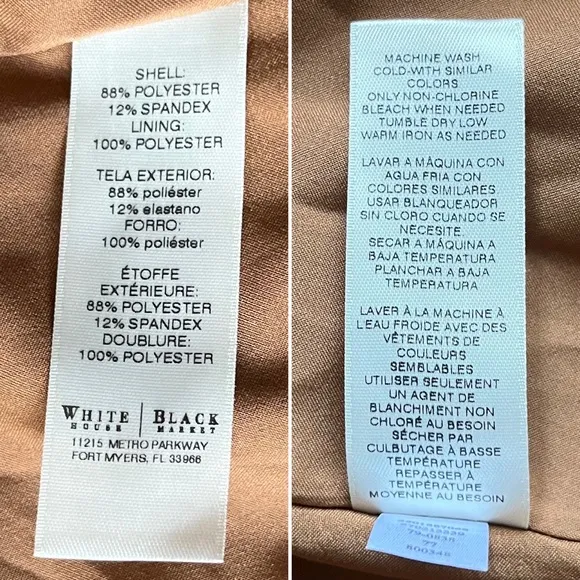 SHELL:
88% POLYESTER
12% SPANDEX
LINING:
100% POLYESTER
TELA EXTERIOR:
88% poliéster
12% elastano
FORRO:
100% poliéster
ÉTOFFE
EXTÉRIEURE:
88% POLYESTER
12% SPANDEX
DOUBLURE:
100% POLYESTER
WHITE | BLACK
HOUSE MARKET
11215 METRO PARKWAY
FORT MYERS, FL 33966
MACHINE WASH
COLD-WITH SIMILAR
COLORS
ONLY NON-CHLORINE
BLEACH WHEN NEEDED
TUMBLE DRY LOW
WARM IRON AS NEEDED
LAVAR A MÁQUINA CON
AGUA FRIA CON
COLORES SIMILARES
USAR BLANQUEADOR
SIN CLORO CUANDO SE
NECESITE.
SECAR A MÁQUINA A
BAJA TEMPERATURA
PLANCHAR A BAJA
TEMPERATURA
LAVER À LA MACHINE À
L'EAU FROIDE AVEC DES
VÊTEMENTS DE
COULEURS
SEMBLABLES
UTILISER SEULEMENT
UN AGENT DE
BLANCHIMENT NON
CHLORÉ AU BESOIN
SÉCHER PAR
CULBUTAGE À BASSE
TEMPÉRATURE
REPASSER À
TEMPÉRATURE
MOYENNE AU BESOIN
79-0835
77
800348